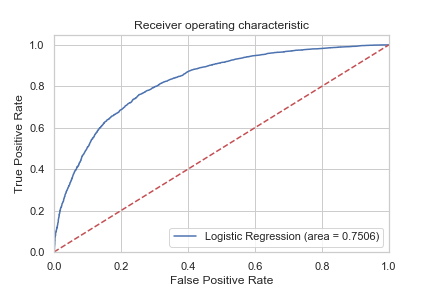 Receiver operating characteristic
1.0
0.8
0.6
0.4
0.2
0.0
True Positive Rate
Logistic Regression (area = 0.7506)
0.0 0.2 0.4 0.6 0.8 1.0
False Positive Rate